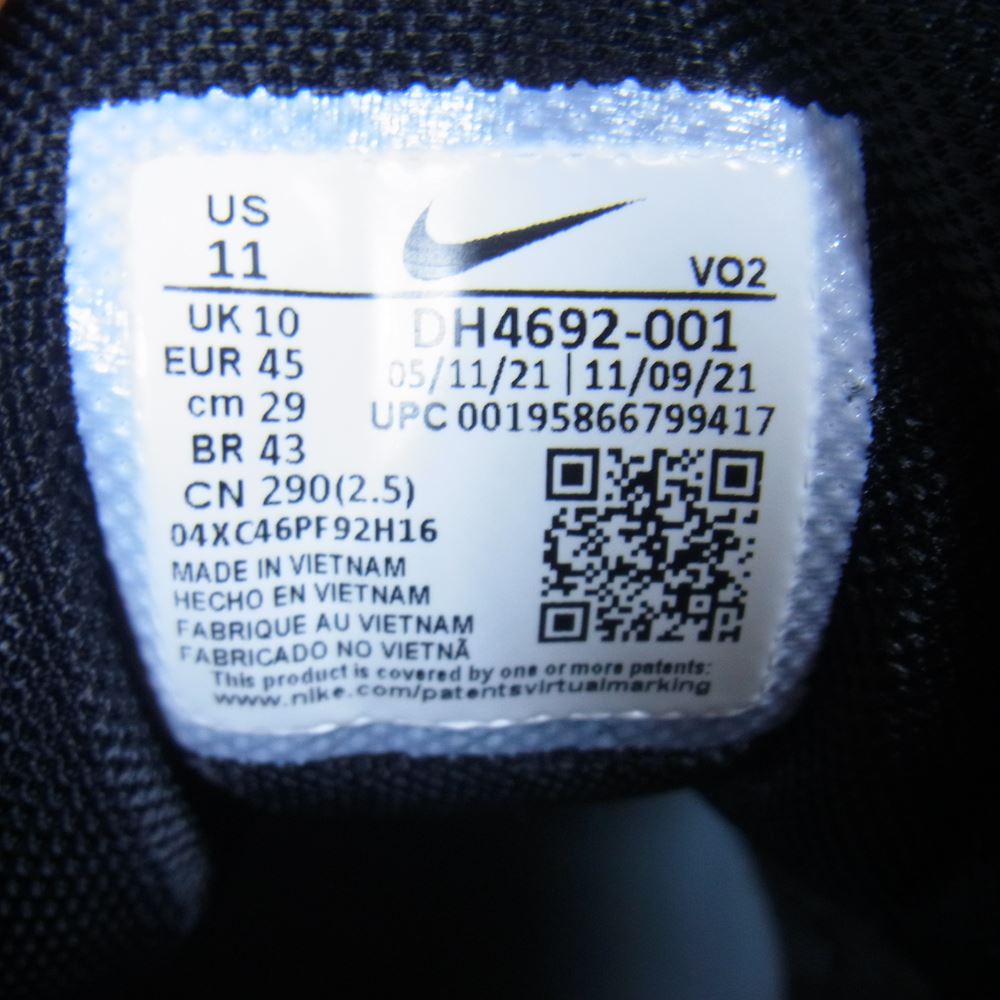 US
11
VO2
UK 10
EUR 45
cm 29
BR 43
CN 290(2.5)
DH4692-001
05/11/21 | 11/09/21
UPC 00195866799417
04XC46PF92H16
MADE IN VIETNAM
HECHO EN VIETNAM
FABRIQUE AU VIETNAM
FABRICADO NO VIETNÃ
This product is covered by one or more patents:
www.nike.com/patentsvirtualmarking